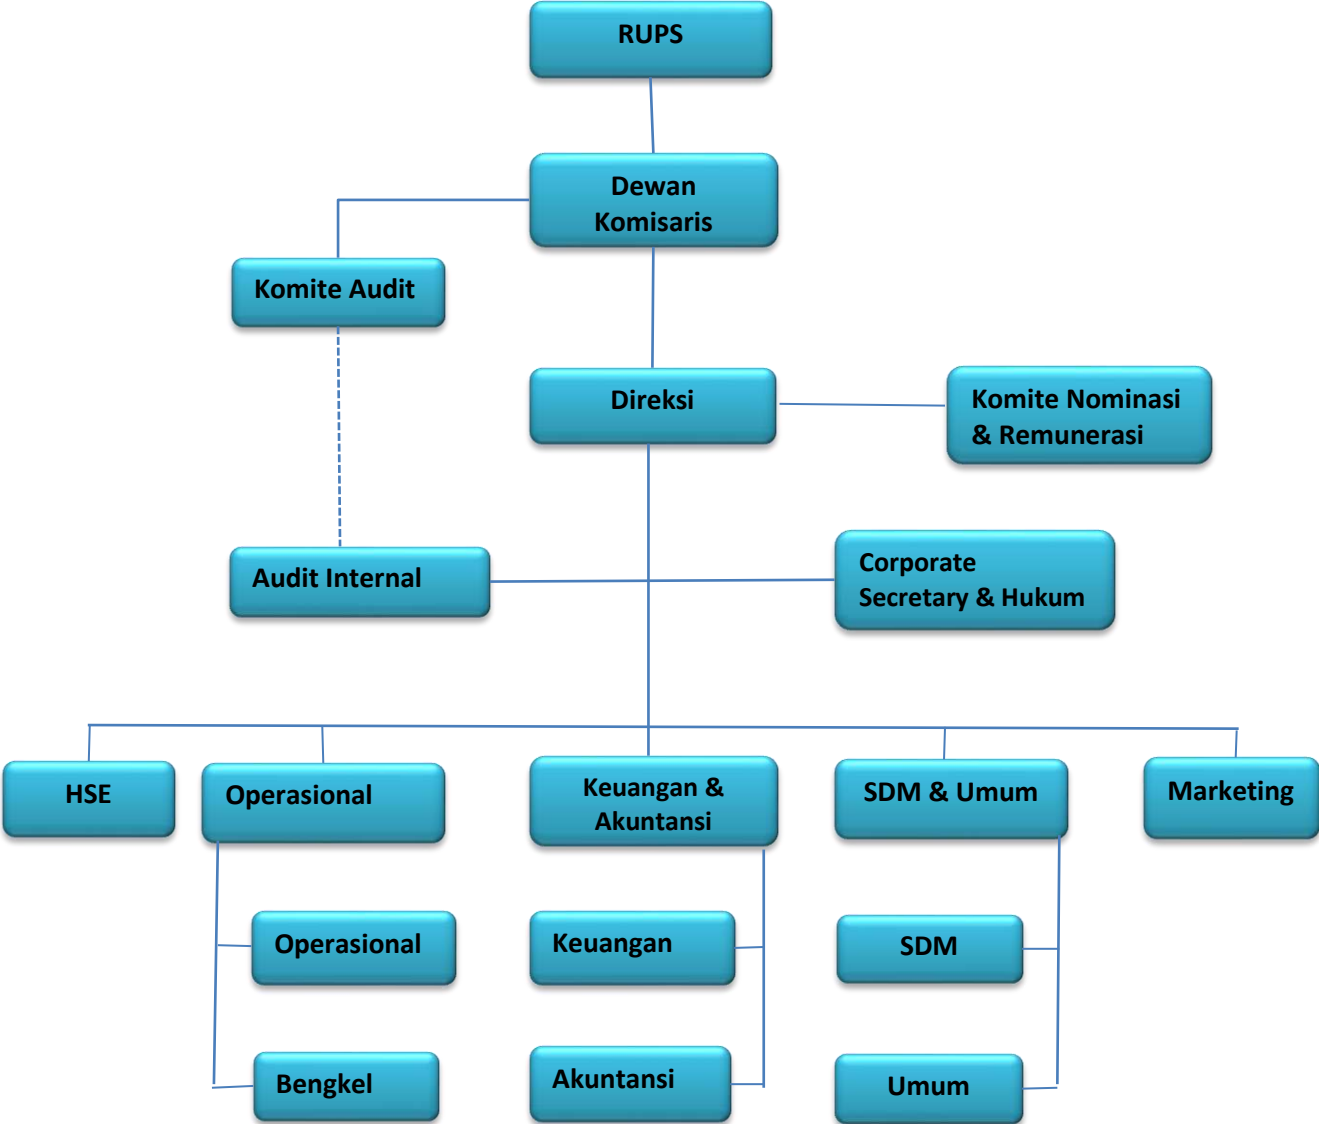 RUPS
Dewan
Komisaris
Komite Audit
Direksi
Komite Nominasi
& Remunerasi
Audit Internal
Corporate
Secretary & Hukum
HSE
Operasional
Keuangan &
Akuntansi
SDM & Umum
Marketing
Operasional
Keuangan
SDM
Bengkel
Akuntansi
Umum